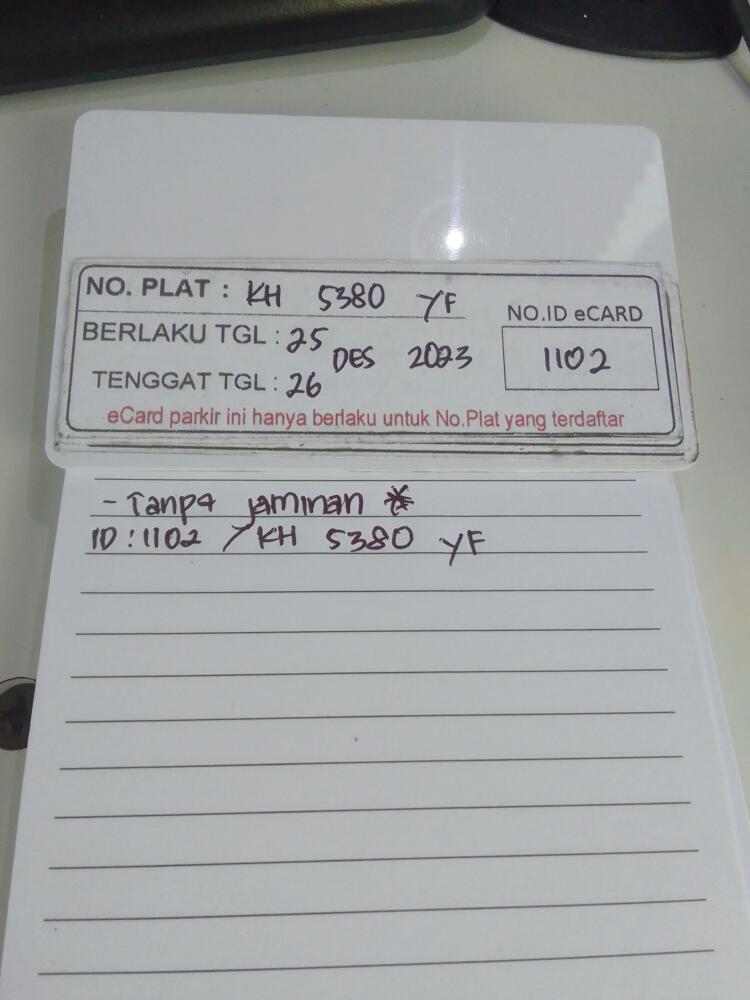 NO. PLAT : KH 5380 YF
NO.ID eCARD
BERLAKU TGL : 25
DES 2023
1102
TENGGAT TGL : 26
eCard parkir ini hanya berlaku untuk No.Plat yang terdaftar
- Tanpa jaminan *
ID : 1102 / KH 5380 YF